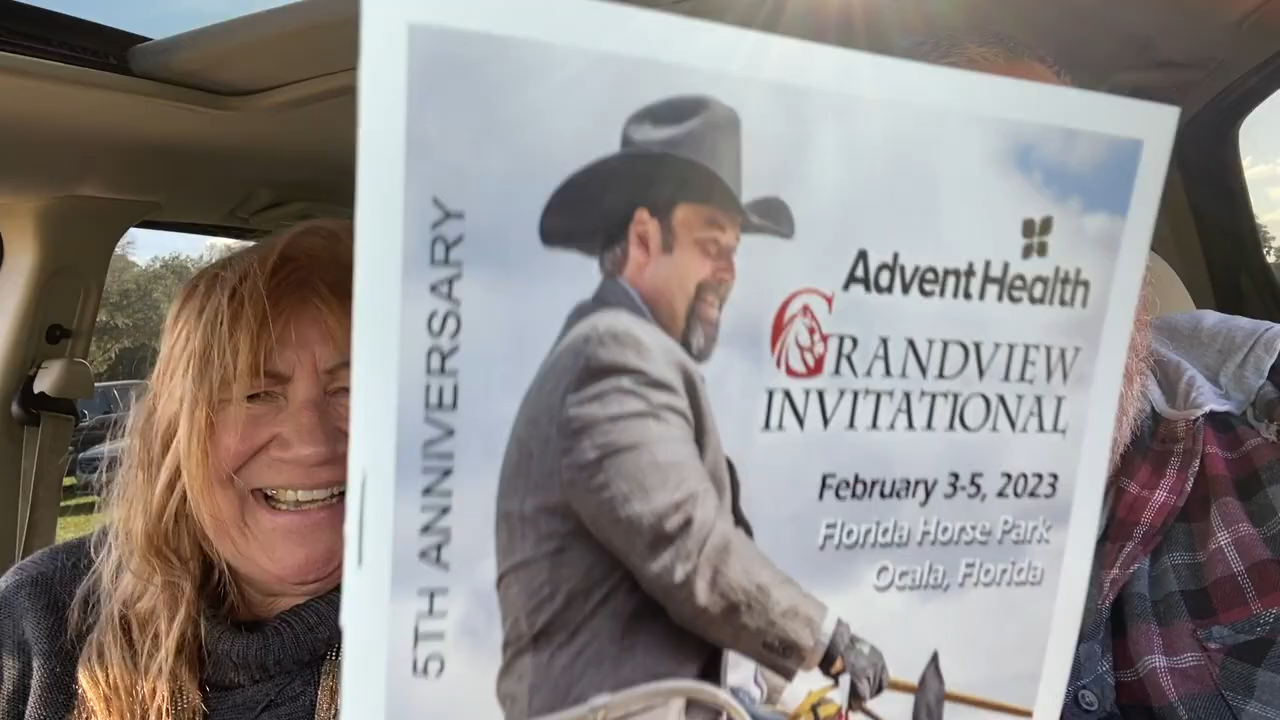 5TH ANNIVERSARY
AdventHealth
GRANDVIEW
INVITATIONAL
February 3-5, 2023
Florida Horse Park
Ocala, Florida